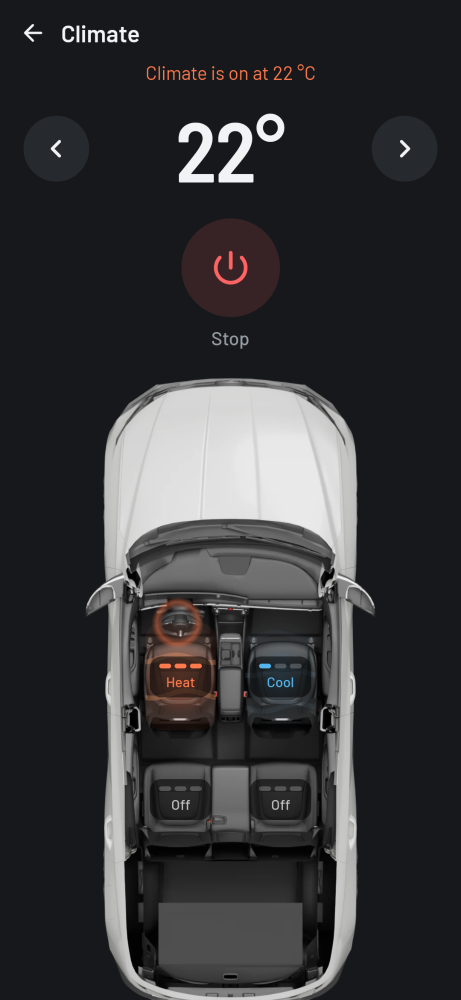 Climate
Climate is on at 22 °C
22°
Stop
Heat
Cool
Off
Off